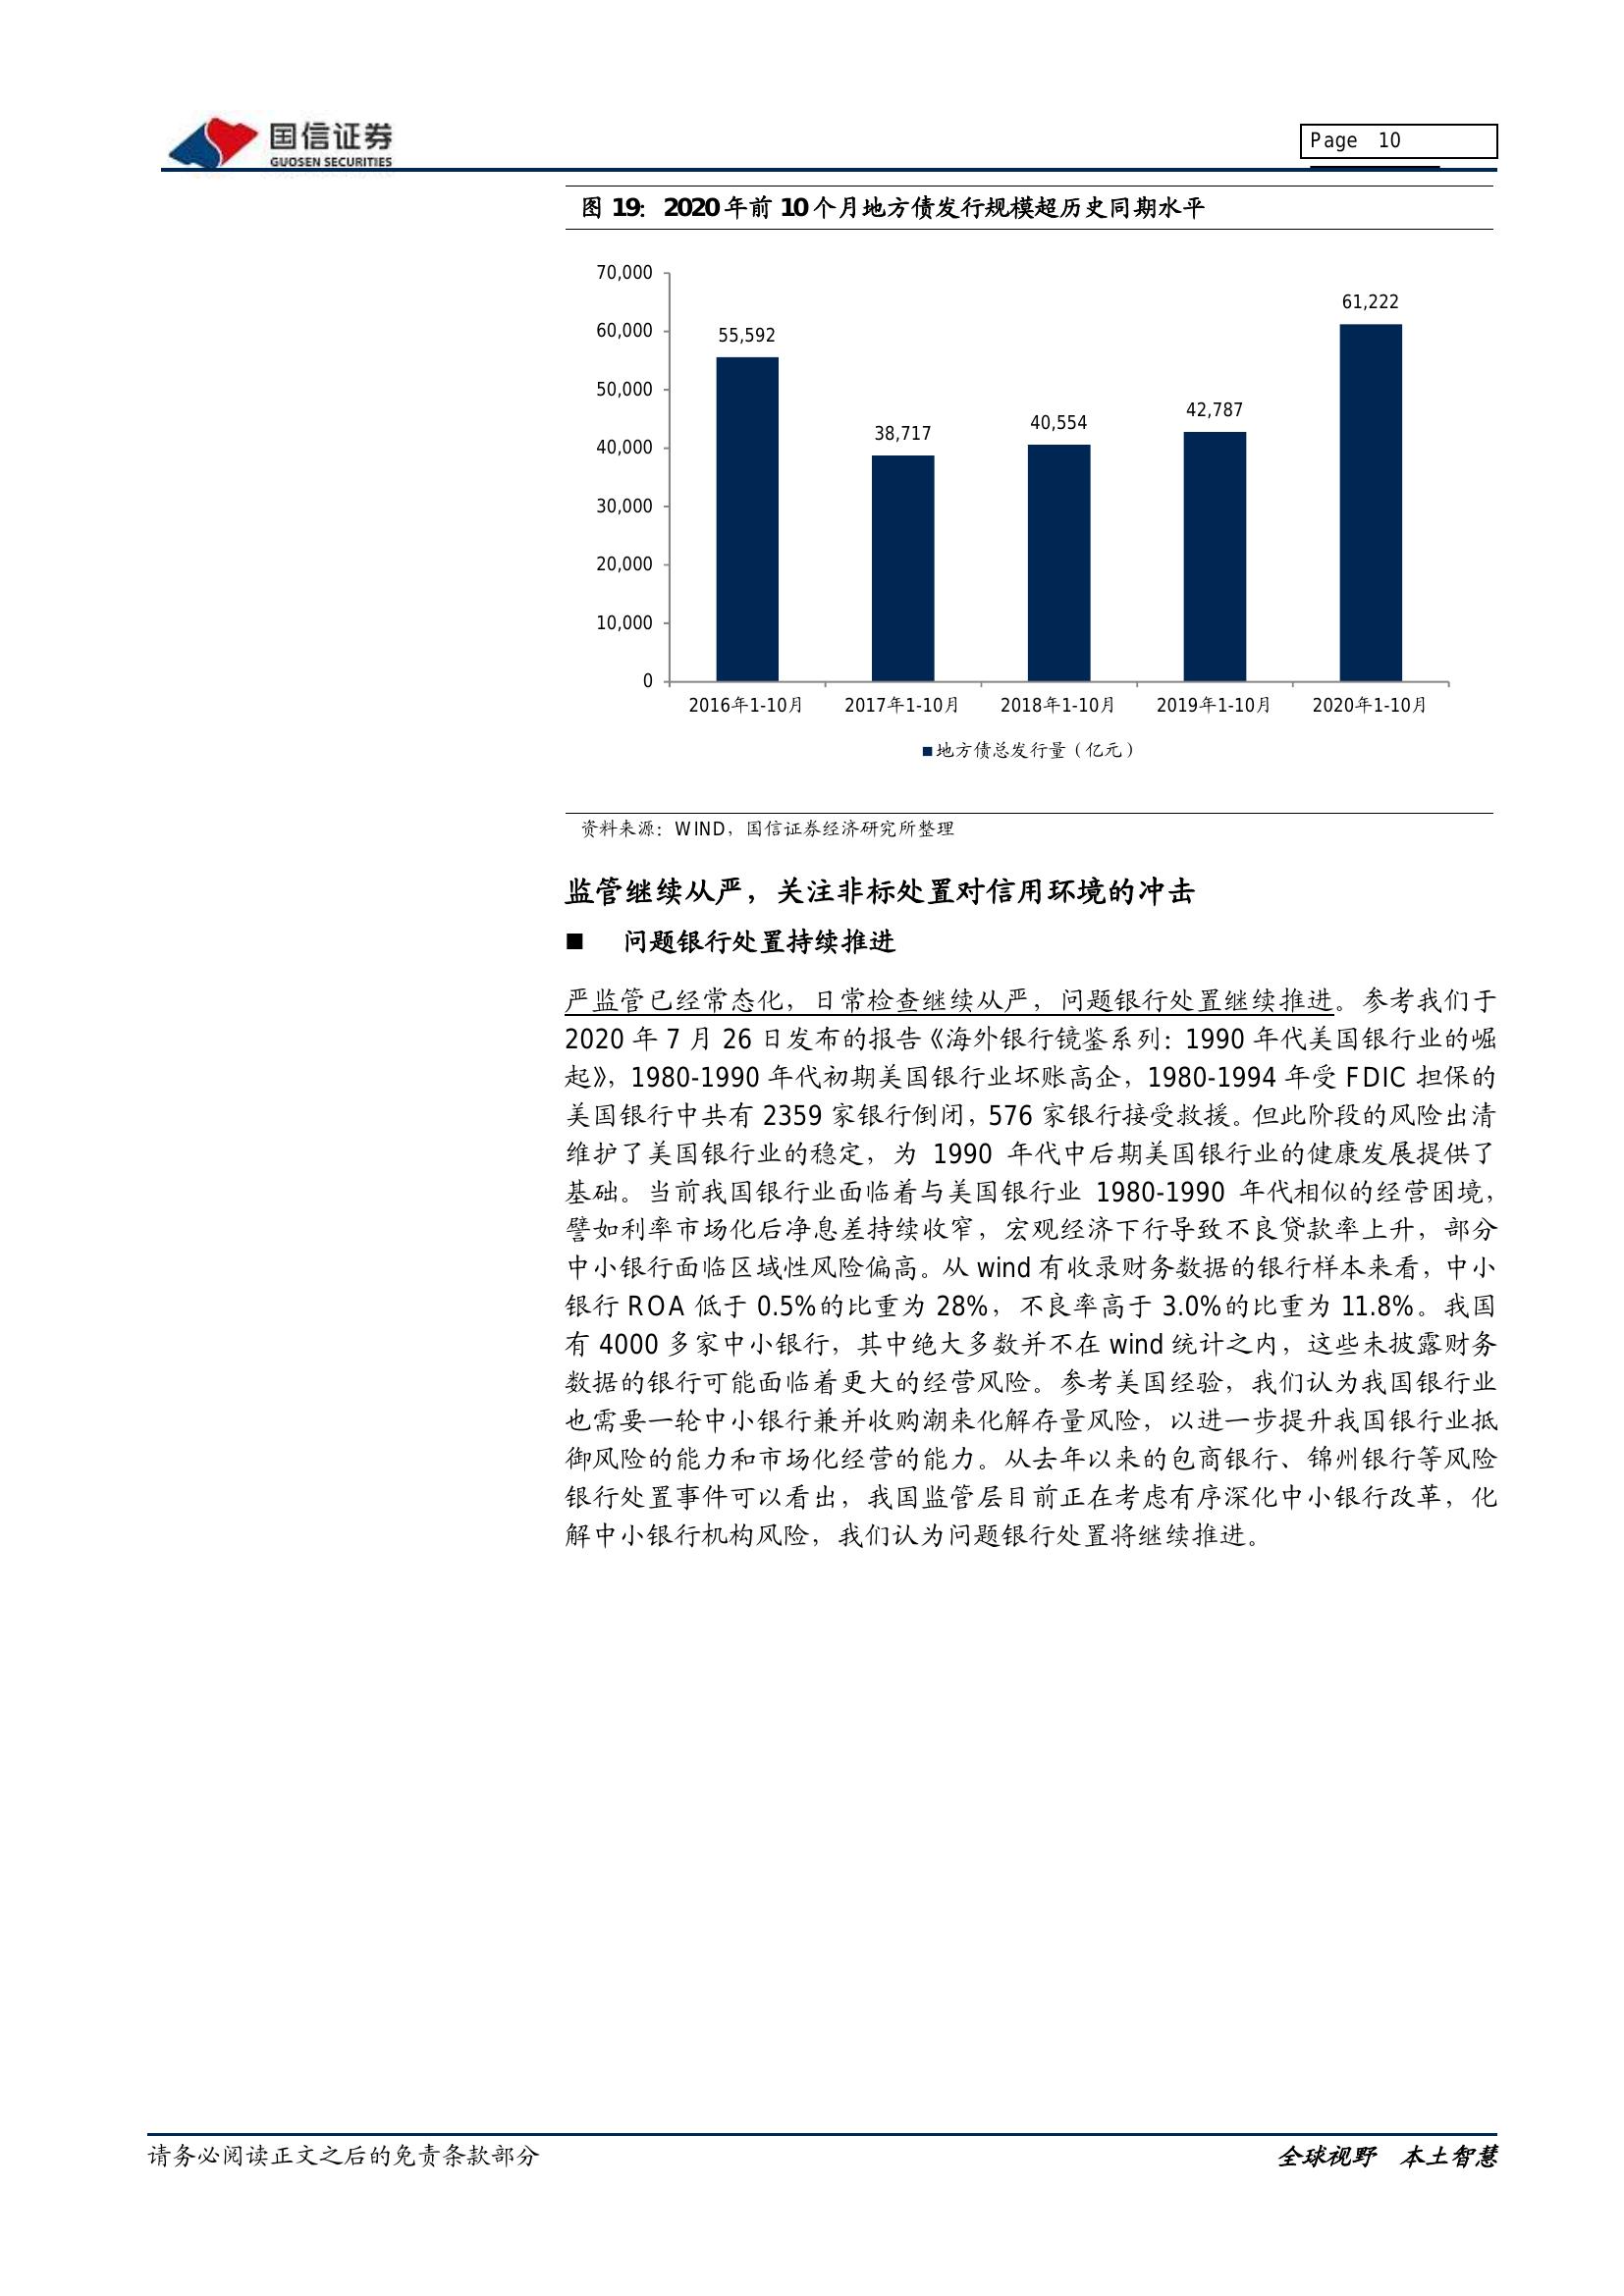 国信证券
GUOSEN SECURITIES
Page 10
图 19： 2020 年前 10 个月地方债发行规模超历史同期水平
70,000
60,000
50,000
40,000
30,000
20,000
10,000
0
55,592
38,717
40,554
42,787
61,222
2016年1-10月 2017年1-10月 2018年1-10月 2019年1-10月 2020年1-10月
■地方债总发行量（亿元）
资料来源：WIND，国信证券经济研究所整理
监管继续从严，关注非标处置对信用环境的冲击
■ 问题银行处置持续推进
严监管已经常态化，日常检查继续从严，问题银行处置继续推进。参考我们于
2020 年 7 月 26 日发布的报告《海外银行镜鉴系列：1990 年代美国银行业的崛
起》，1980-1990 年代初期美国银行业坏账高企，1980-1994 年受 FDIC 担保的
美国银行中共有 2359 家银行倒闭，576 家银行接受救援。但此阶段的风险出清
维护了美国银行业的稳定，为 1990 年代中后期美国银行业的健康发展提供了
基础。当前我国银行业面临着与美国银行业 1980-1990 年代相似的经营困境，
譬如利率市场化后净息差持续收窄，宏观经济下行导致不良贷款率上升，部分
中小银行面临区域性风险偏高。从 wind 有收录财务数据的银行样本来看，中小
银行 ROA 低于 0.5%的比重为 28%，不良率高于 3.0%的比重为 11.8%。我国
有 4000 多家中小银行，其中绝大多数并不在 wind 统计之内，这些未披露财务
数据的银行可能面临着更大的经营风险。参考美国经验，我们认为我国银行业
也需要一轮中小银行兼并收购潮来化解存量风险，以进一步提升我国银行业抵
御风险的能力和市场化经营的能力。从去年以来的包商银行、锦州银行等风险
银行处置事件可以看出，我国监管层目前正在考虑有序深化中小银行改革，化
解中小银行机构风险，我们认为问题银行处置将继续推进。
请务必阅读正文之后的免责条款部分
全球视野 本土智慧